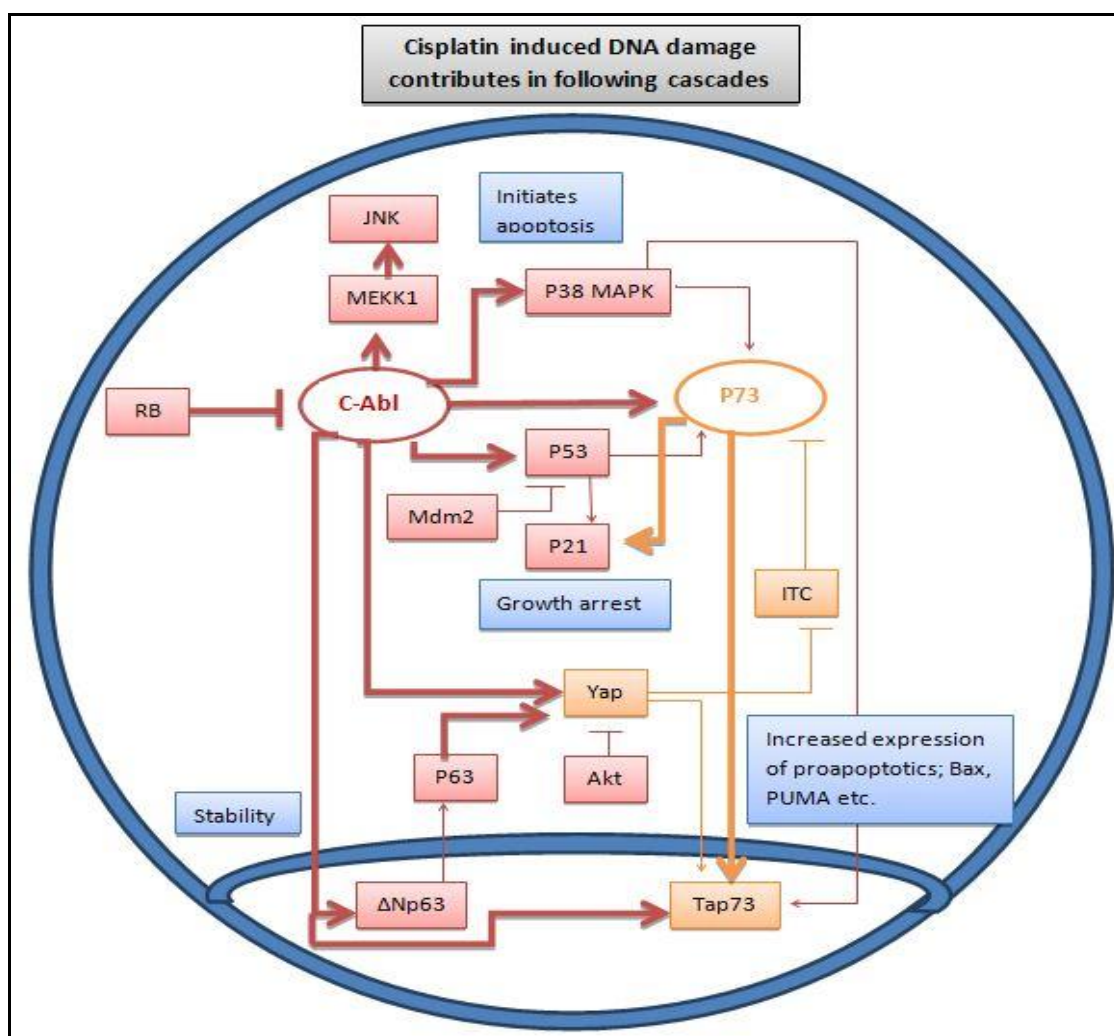 Cisplatin induced DNA damage
contributes in following cascades
Initiates
apoptosis
JNK
MEKK1
P38 MAPK
RB
C-Abl
P73
P53
Mdm2
P21
ITC
Growth arrest
Yap
Increased expression
of proapoptotics; Bax,
PUMA etc.
P63
Akt
Stability
ΔNp63
Tap73